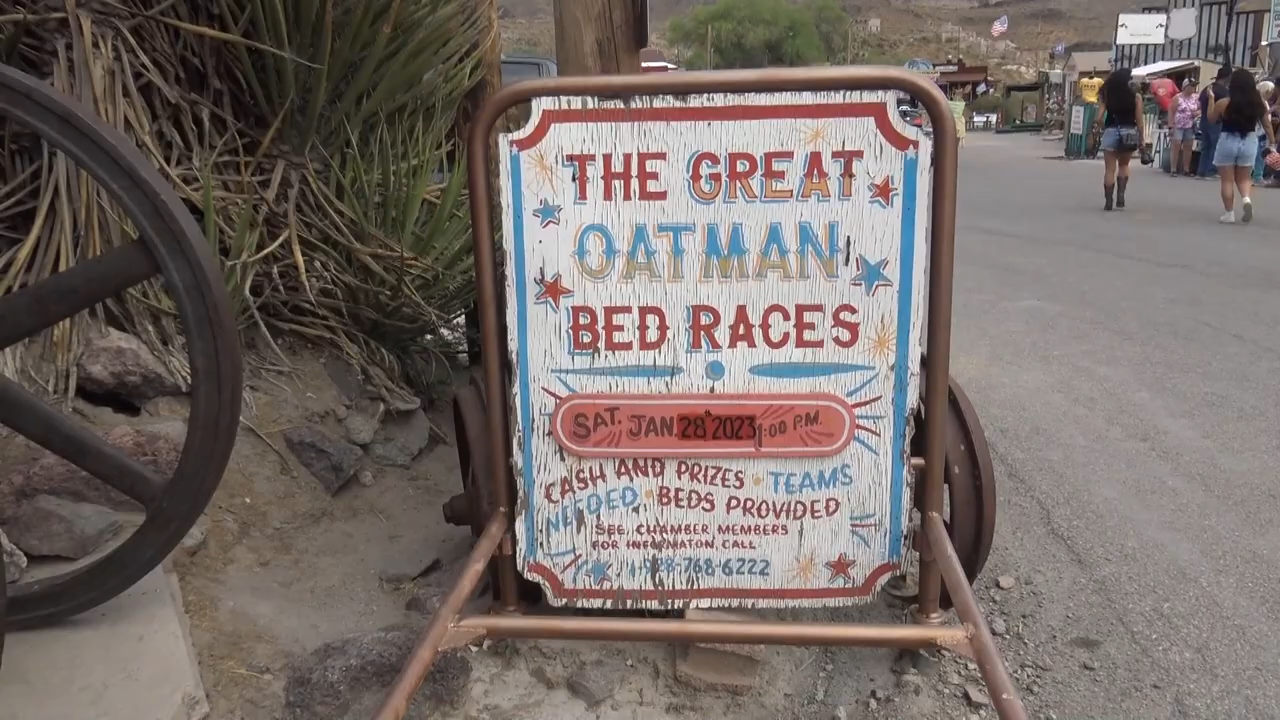 THE GREAT
OATMAN
BED RACES
SAT. JAN. 28th 2023 1:00 P.M.
CASH AND PRIZES · TEAMS
NEEDED · BEDS PROVIDED
SEE CHAMBER MEMBERS
FOR INFORMATON CALL
1-928-768-6222